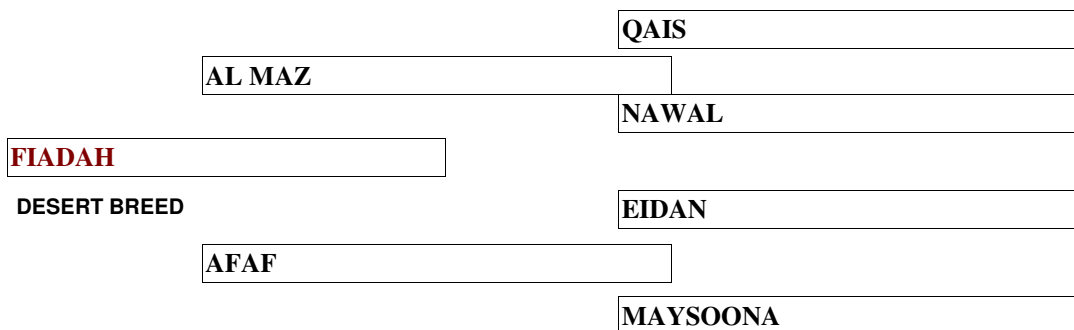 QAIS
AL MAZ
NAWAL
FIADAH
DESERT BREED
EIDAN
AFAF
MAYSOONA